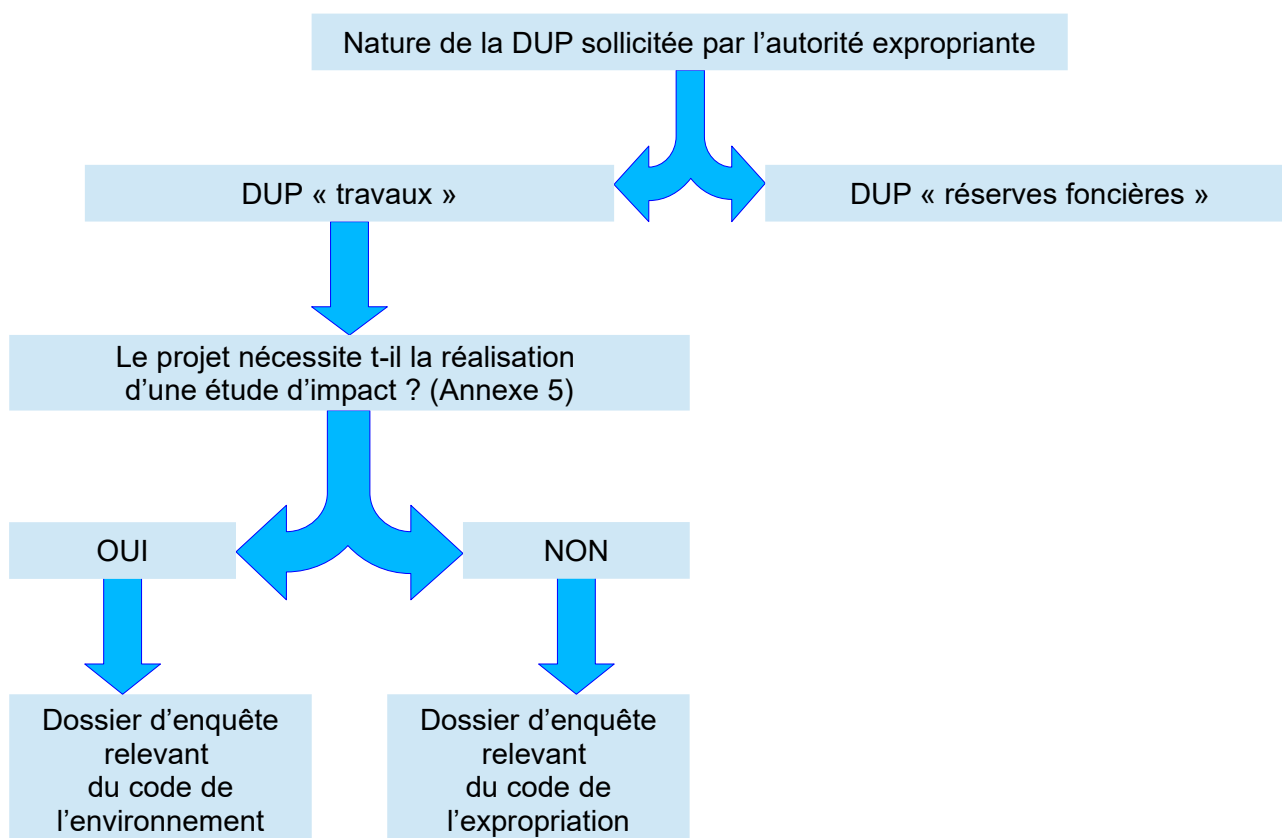 Nature de la DUP sollicitée par l’autorité expropriante
DUP « travaux »
DUP « réserves foncières »
Le projet nécessite t-il la réalisation
d’une étude d’impact ? (Annexe 5)
OUI
NON
Dossier d'enquête
relevant
du code de
l’environnement
Dossier d’enquête
relevant
du code de
l’expropriation